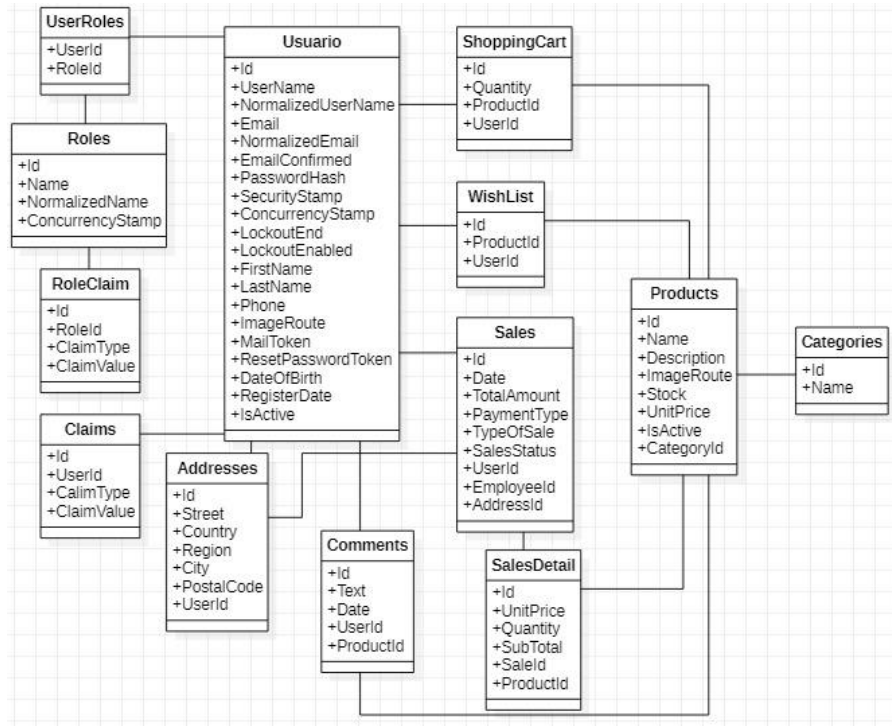 UserRoles
+UserId
+RoleId
Usuario
+Id
+UserName
+NormalizedUserName
+Email
+NormalizedEmail
+EmailConfirmed
+PasswordHash
+SecurityStamp
+ConcurrencyStamp
+LockoutEnd
+LockoutEnabled
+FirstName
+LastName
+Phone
+ImageRoute
+MailToken
+ResetPasswordToken
+DateOfBirth
+RegisterDate
+IsActive
ShoppingCart
+Id
+Quantity
+ProductId
+UserId
Roles
+Id
+Name
+NormalizedName
+ConcurrencyStamp
WishList
+Id
+ProductId
+UserId
RoleClaim
+Id
+RoleId
+ClaimType
+ClaimValue
Products
+Id
+Name
+Description
+ImageRoute
+Stock
+UnitPrice
+IsActive
+CategoryId
Sales
+Id
+Date
+TotalAmount
+PaymentType
+TypeOfSale
+SalesStatus
+UserId
+EmployeeId
+AddressId
Categories
+Id
+Name
Claims
+Id
+UserId
+CalimType
+ClaimValue
Addresses
+Id
+Street
+Country
+Region
+City
+PostalCode
+UserId
Comments
+Id
+Text
+Date
+UserId
+ProductId
SalesDetail
+Id
+UnitPrice
+Quantity
+SubTotal
+SaleId
+ProductId